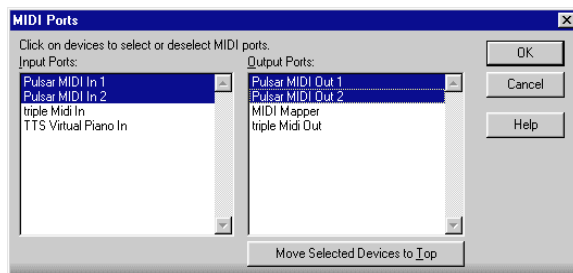 MIDI Ports
Click on devices to select or deselect MIDI ports.
Input Ports:
Output Ports:
Pulsar MIDI In 1
Pulsar MIDI In 2
triple Midi In
TTS Virtual Piano In
Pulsar MIDI Out 1
Pulsar MIDI Out 2
MIDI Mapper
triple Midi Out
Move Selected Devices to Top
OK
Cancel
Help